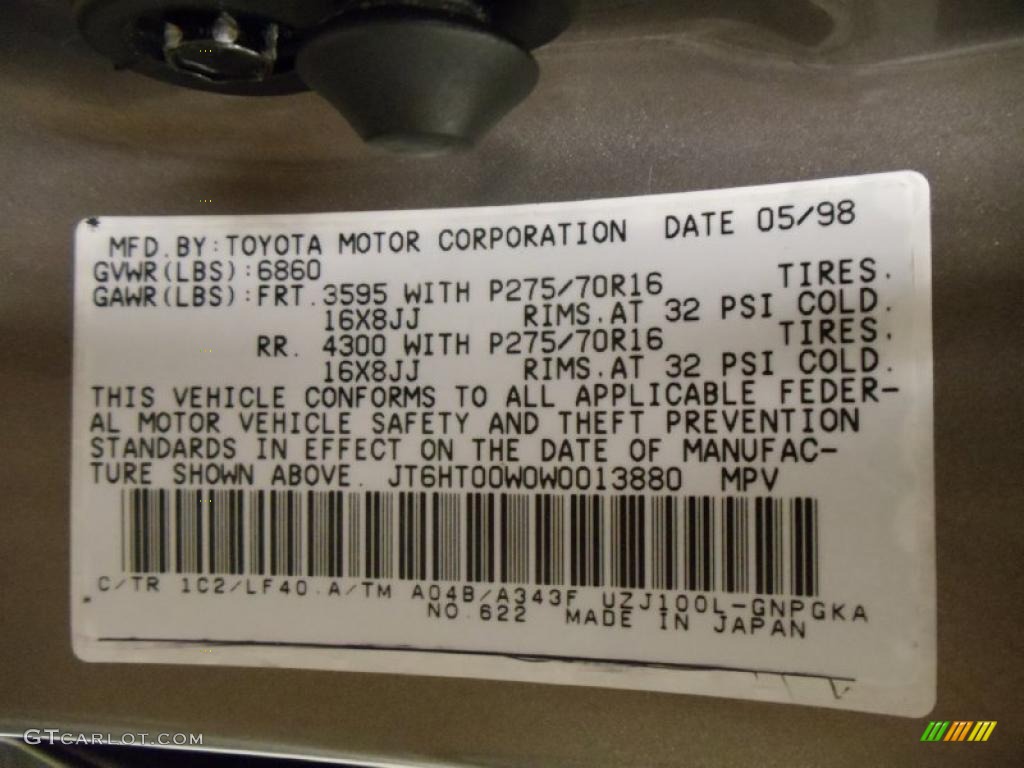 MFD. BY: TOYOTA MOTOR CORPORATION DATE 05/98
GVWR(LBS):6860
GAWR(LBS):FRT. 3595 WITH P275/70R16 TIRES.
16X8JJ RIMS. AT 32 PSI COLD.
RR. 4300 WITH P275/70R16 TIRES.
16X8JJ RIMS. AT 32 PSI COLD.
THIS VEHICLE CONFORMS TO ALL APPLICABLE FEDER-
AL MOTOR VEHICLE SAFETY AND THEFT PREVENTION
STANDARDS IN EFFECT ON THE DATE OF MANUFAC-
TURE SHOWN ABOVE. JT6HT00W0W0013880 MPV
C/TR 1C2/LF40. A/TM A04B/A343F UZJ100L-GNPGKA
NO. 622 MADE IN JAPAN
GTCARLOT.COM